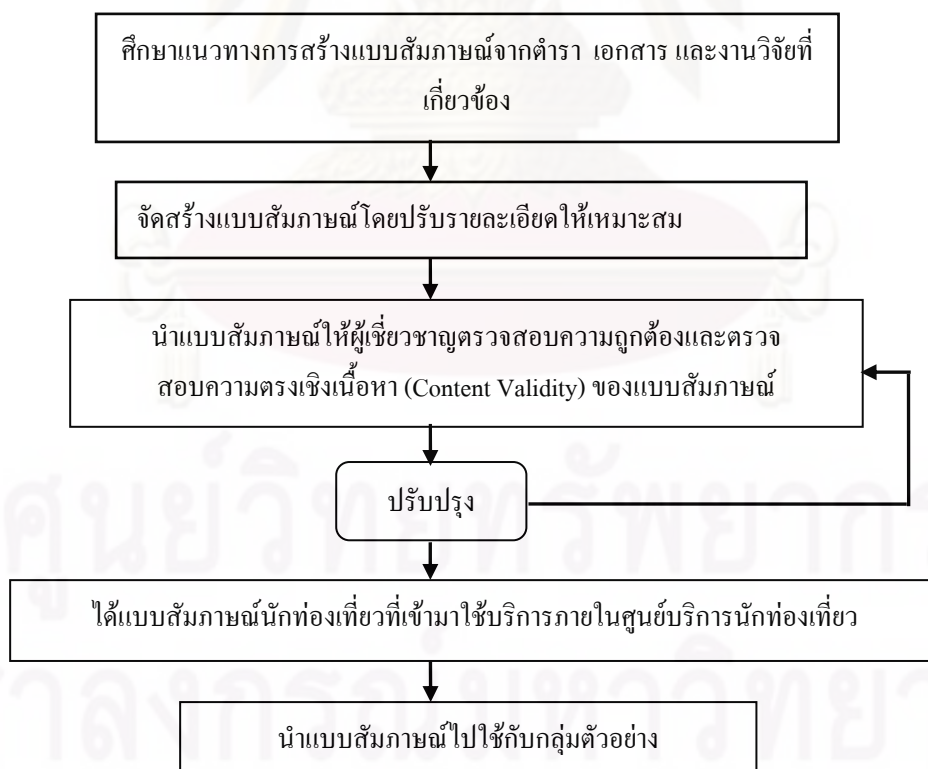 ศึกษาแนวทางการสร้างแบบสัมภาษณ์จากตำรา เอกสาร และงานวิจัยที่
เกี่ยวข้อง
จัดสร้างแบบสัมภาษณ์โดยปรับรายละเอียดให้เหมาะสม
นำแบบสัมภาษณ์ให้ผู้เชี่ยวชาญตรวจสอบความถูกต้องและตรวจ
สอบความตรงเชิงเนื้อหา (Content Validity) ของแบบสัมภาษณ์
ปรับปรุง
ได้แบบสัมภาษณ์นักท่องเที่ยวที่เข้ามาใช้บริการภายในศูนย์บริการนักท่องเที่ยว
นำแบบสัมภาษณ์ไปใช้กับกลุ่มตัวอย่าง